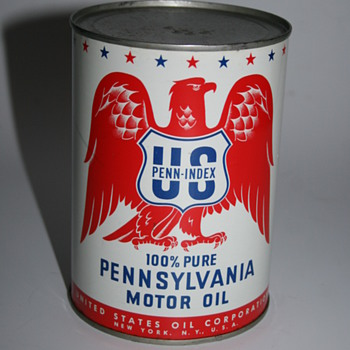 US
PENN-INDEX
100% PURE
PENNSYLVANIA
MOTOR OIL
UNITED STATES OIL CORPORATION
NEW YORK, N.Y., U.S.A.